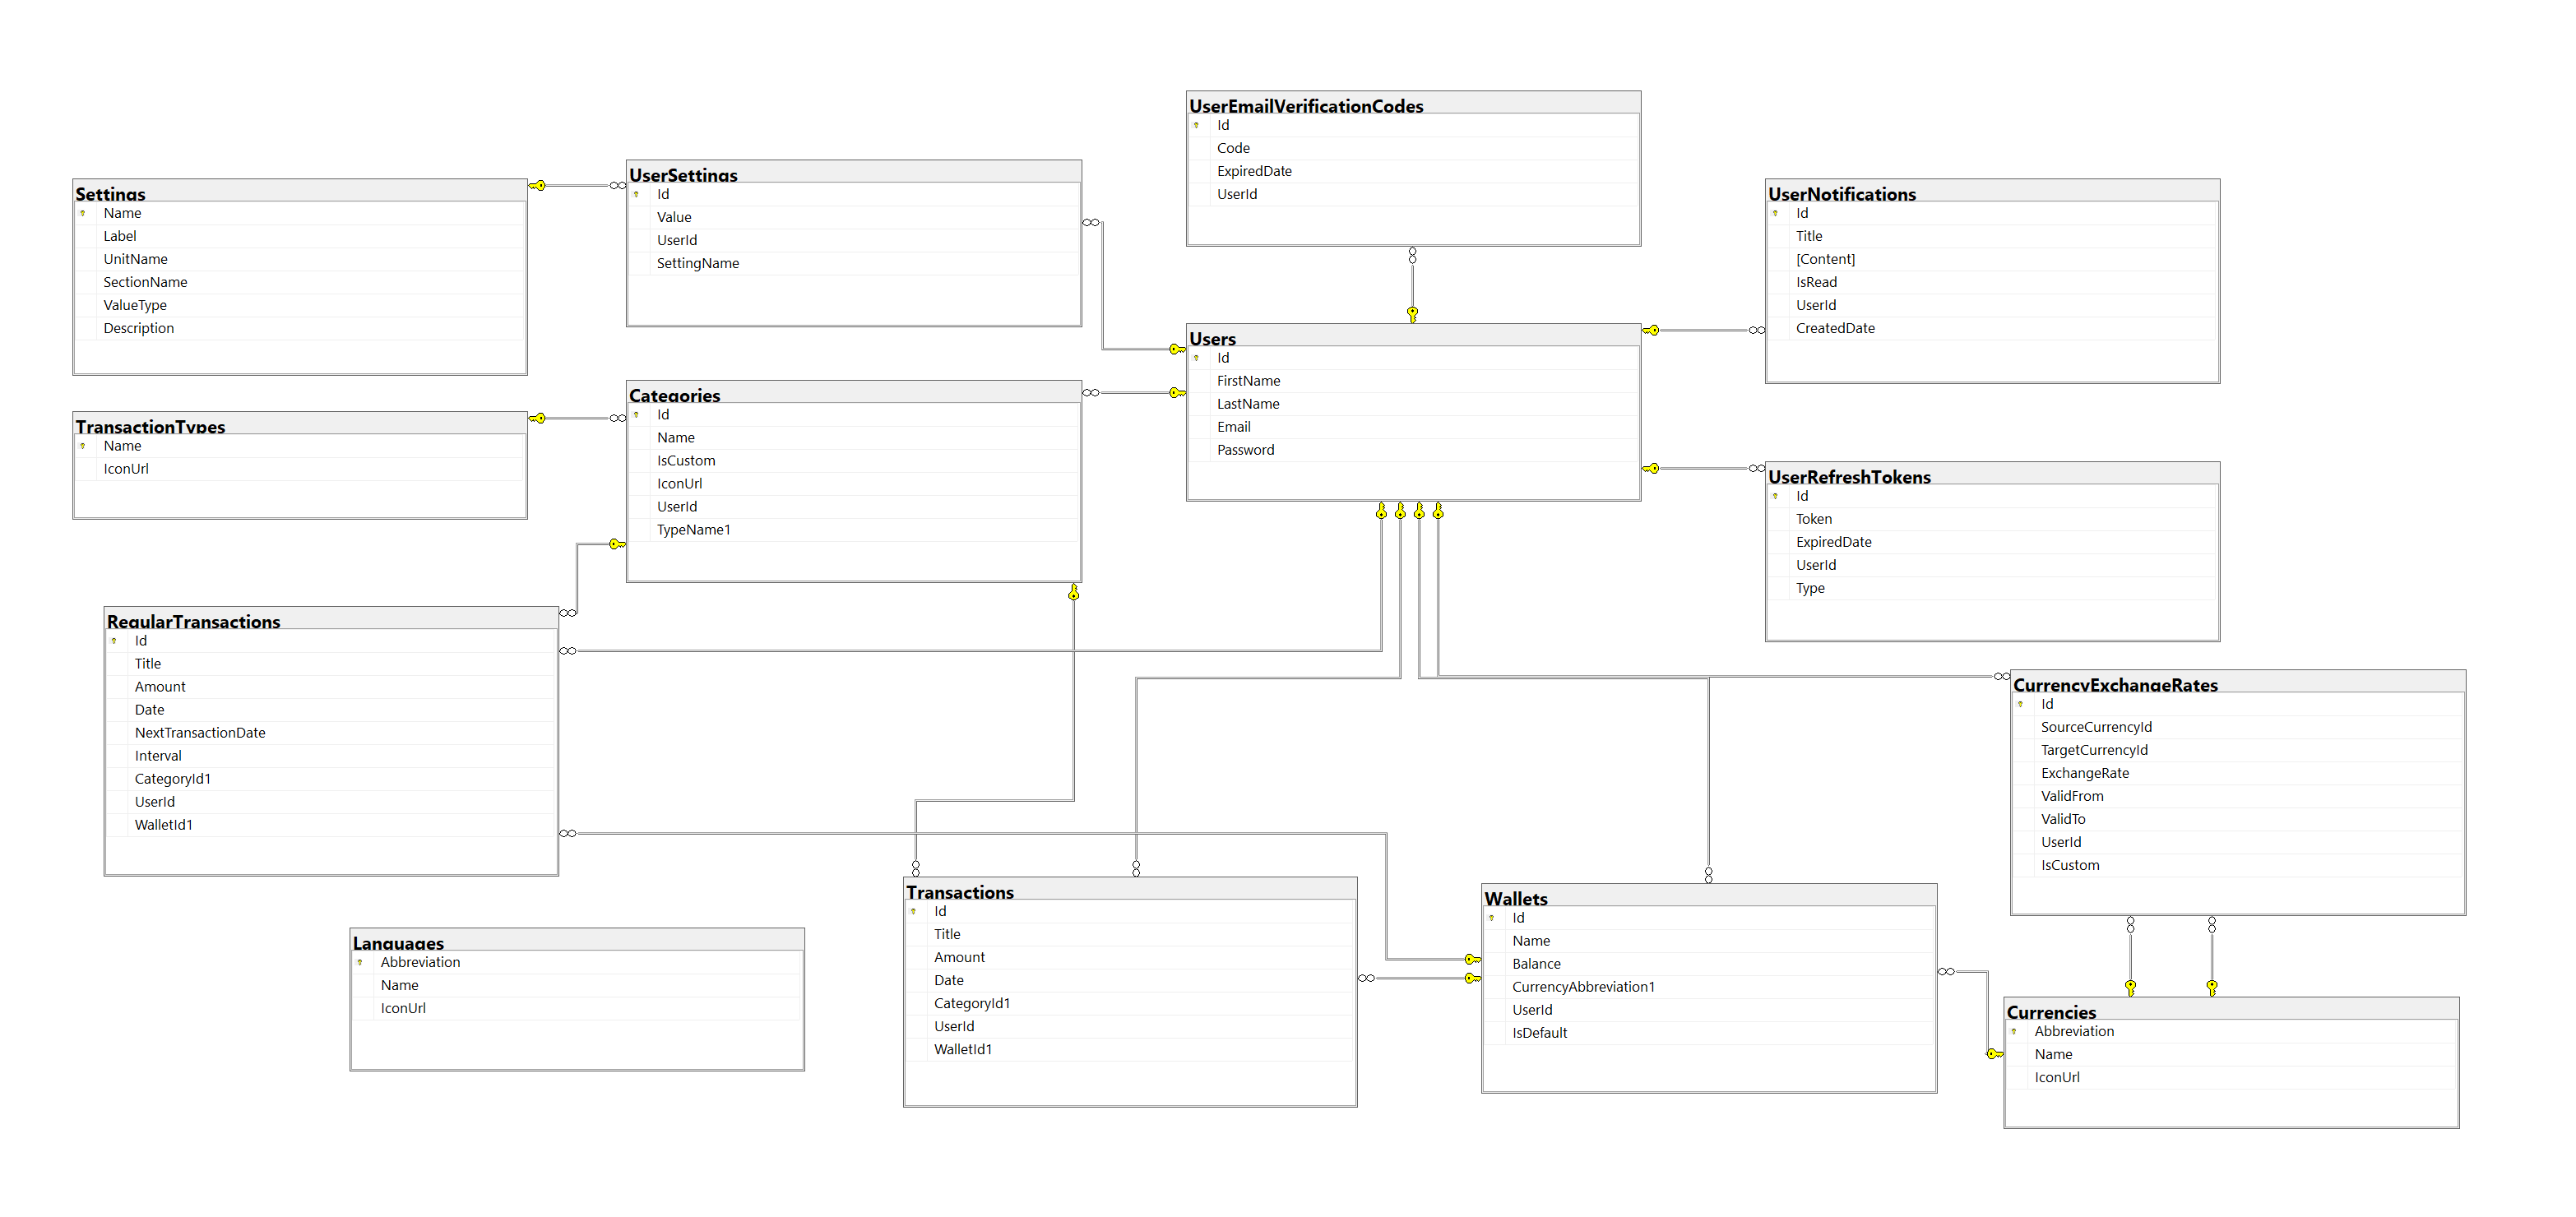 UserEmailVerificationCodes
Id
Code
ExpiredDate
UserId
UserSettings
Id
Value
UserId
SettingName
Settings
Name
Label
UnitName
SectionName
ValueType
Description
UserNotifications
Id
Title
[Content]
IsRead
UserId
CreatedDate
Users
Id
FirstName
LastName
Email
Password
Categories
Id
Name
IsCustom
IconUrl
UserId
TypeName1
TransactionTypes
Name
IconUrl
UserRefreshTokens
Id
Token
ExpiredDate
UserId
Type
RegularTransactions
Id
Title
Amount
Date
NextTransactionDate
Interval
CategoryId1
UserId
WalletId1
CurrencyExchangeRates
Id
SourceCurrencyId
TargetCurrencyId
ExchangeRate
ValidFrom
ValidTo
UserId
IsCustom
Transactions
Id
Title
Amount
Date
CategoryId1
UserId
WalletId1
Wallets
Id
Name
Balance
CurrencyAbbreviation1
UserId
IsDefault
Languages
Abbreviation
Name
IconUrl
Currencies
Abbreviation
Name
IconUrl